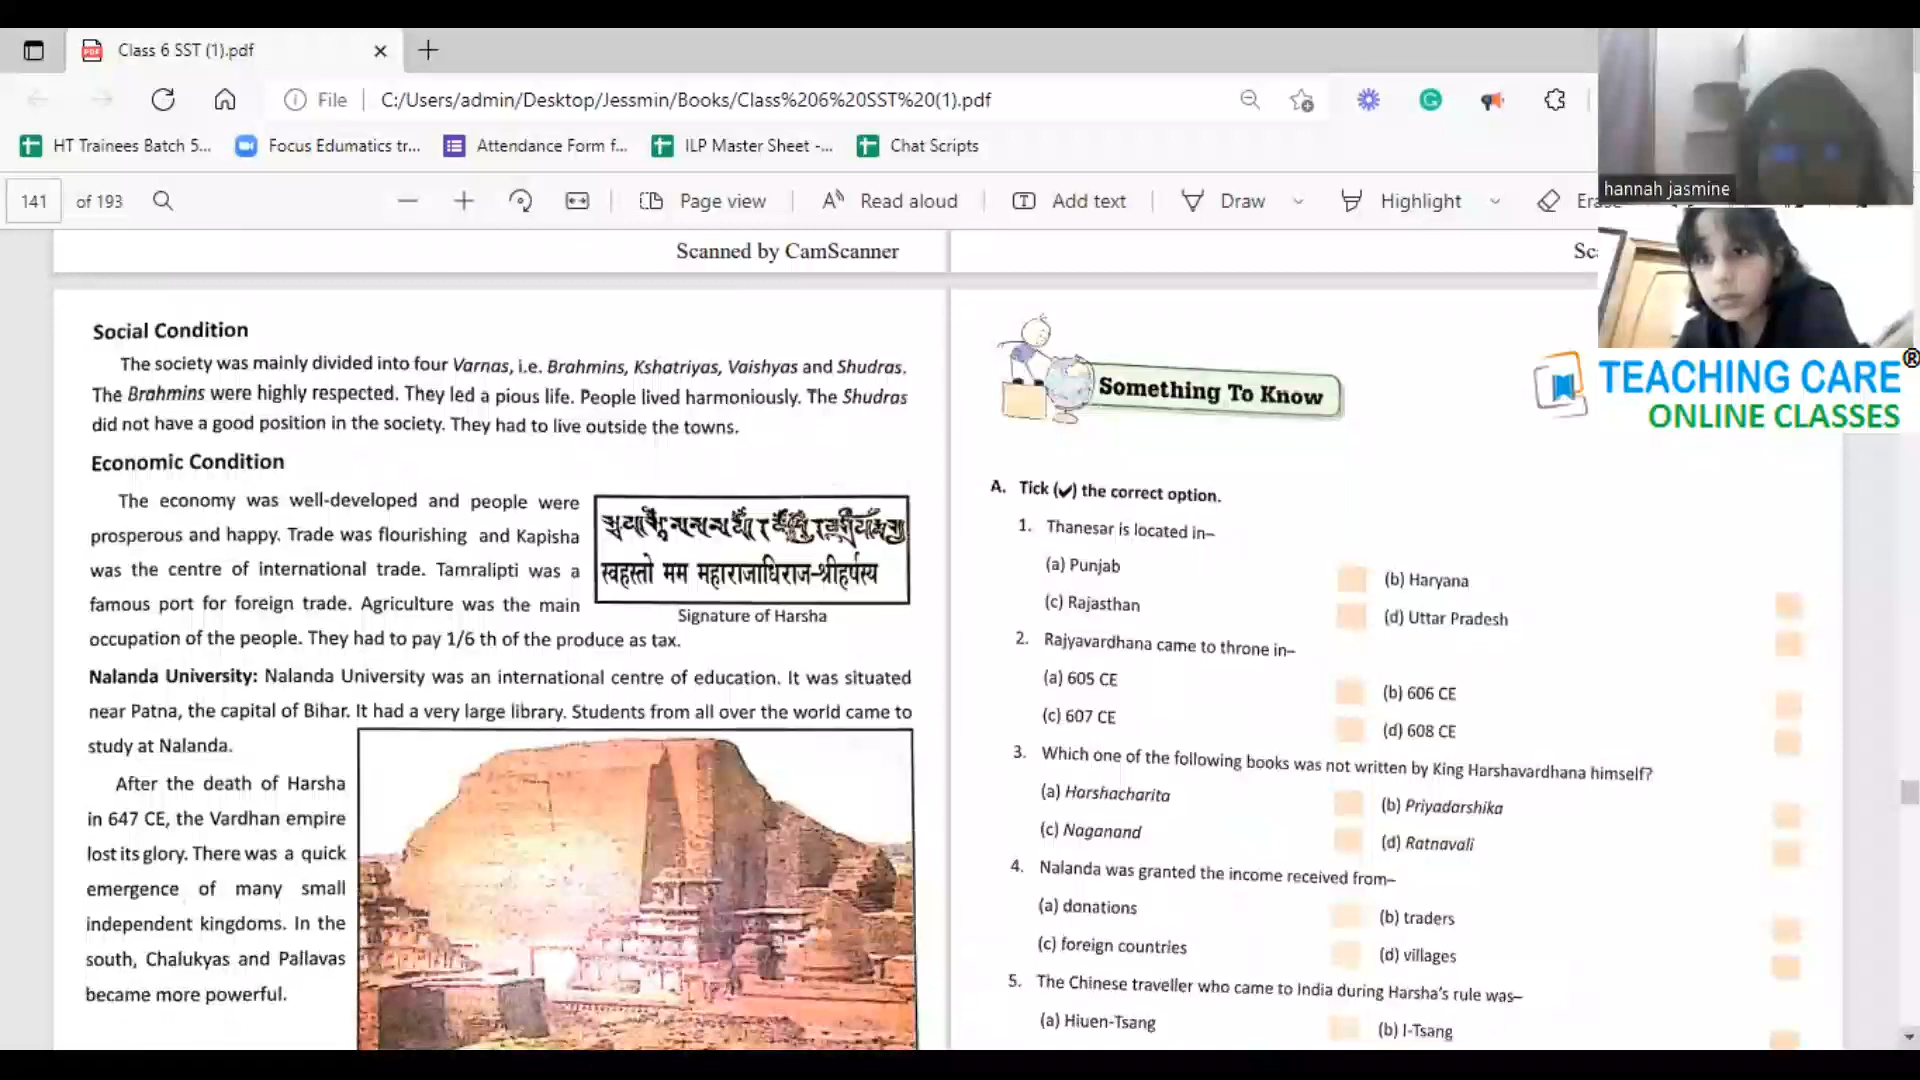 Class 6 SST (1).pdf
File C:/Users/admin/Desktop/Jessmin/Books/Class%206%20SST%20(1).pdf
HT Trainees Batch 5... Focus Edumatics tr... Attendance Form f... ILP Master Sheet -... Chat Scripts
141 of 193 Page view Read aloud Add text Draw Highlight
hannah jasmine
Scanned by CamScanner
TEACHING CARE®
ONLINE CLASSES
Social Condition
The society was mainly divided into four Varnas, i.e. Brahmins, Kshatriyas, Vaishyas and Shudras.
The Brahmins were highly respected. They led a pious life. People lived harmoniously. The Shudras
did not have a good position in the society. They had to live outside the towns.
Economic Condition
The economy was well-developed and people were
prosperous and happy. Trade was flourishing and Kapisha
was the centre of international trade. Tamralipti was a
famous port for foreign trade. Agriculture was the main
occupation of the people. They had to pay 1/6 th of the produce as tax.
स्वहस्तो मम महाराजाधिराज-श्रीहर्षस्य
Signature of Harsha
Nalanda University: Nalanda University was an international centre of education. It was situated
near Patna, the capital of Bihar. It had a very large library. Students from all over the world came to
study at Nalanda.
After the death of Harsha
in 647 CE, the Vardhan empire
lost its glory. There was a quick
emergence of many small
independent kingdoms. In the
south, Chalukyas and Pallavas
became more powerful.
Something To Know
A. Tick (✔) the correct option.
1. Thanesar is located in–
(a) Punjab (b) Haryana
(c) Rajasthan (d) Uttar Pradesh
2. Rajyavardhana came to throne in–
(a) 605 CE (b) 606 CE
(c) 607 CE (d) 608 CE
3. Which one of the following books was not written by King Harshavardhana himself?
(a) Harshacharita (b) Priyadarshika
(c) Naganand (d) Ratnavali
4. Nalanda was granted the income received from–
(a) donations (b) traders
(c) foreign countries (d) villages
5. The Chinese traveller who came to India during Harsha's rule was–
(a) Hiuen-Tsang (b) I-Tsang